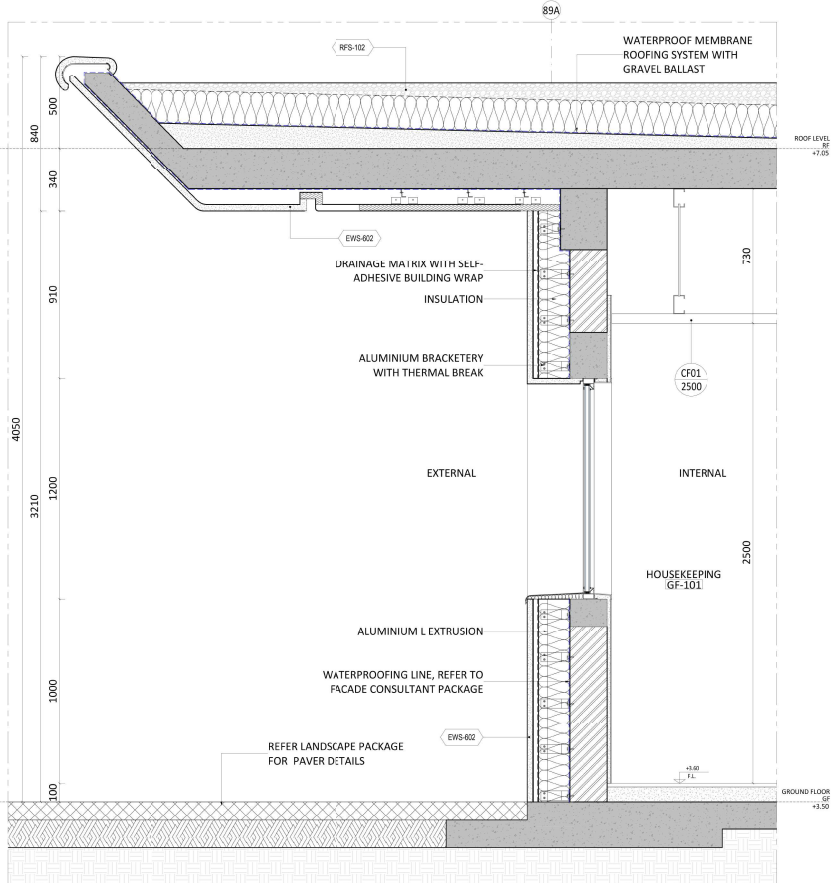 89A
RFS-102
WATERPROOF MEMBRANE
ROOFING SYSTEM WITH
GRAVEL BALLAST
500
840
340
ROOF LEVEL
RF
+7.05
EWS-602
730
DRAINAGE MATRIX WITH SELF-
ADHESIVE BUILDING WRAP
INSULATION
910
ALUMINIUM BRACKETERY
WITH THERMAL BREAK
CF01
2500
4050
3210
1200
EXTERNAL
INTERNAL
2500
HOUSEKEEPING
GF-101
ALUMINIUM L EXTRUSION
WATERPROOFING LINE, REFER TO
FACADE CONSULTANT PACKAGE
1000
EWS-602
REFER LANDSCAPE PACKAGE
FOR PAVER DETAILS
+3.60
F.L.
100
GROUND FLOOR
GF
+3.50